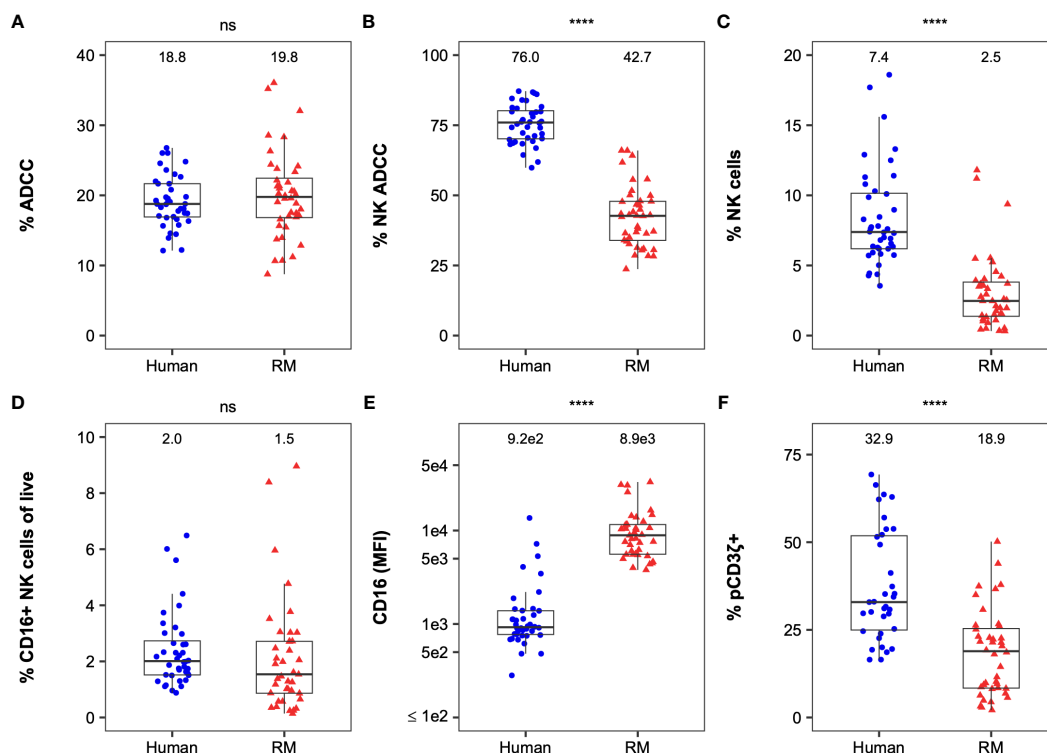 A
ns
% ADCC
40
30
20
10
0
18.8 19.8
Human RM
B
****
% NK ADCC
100
75
50
25
0
76.0 42.7
Human RM
C
****
% NK cells
20
15
10
5
0
7.4 2.5
Human RM
D
ns
% CD16+ NK cells of live
10
8
6
4
2
0
2.0 1.5
Human RM
E
****
CD16 (MFI)
5e4
1e4
5e3
1e3
5e2
≤ 1e2
9.2e2 8.9e3
Human RM
F
****
% pCD3ζ+
75
50
25
0
32.9 18.9
Human RM